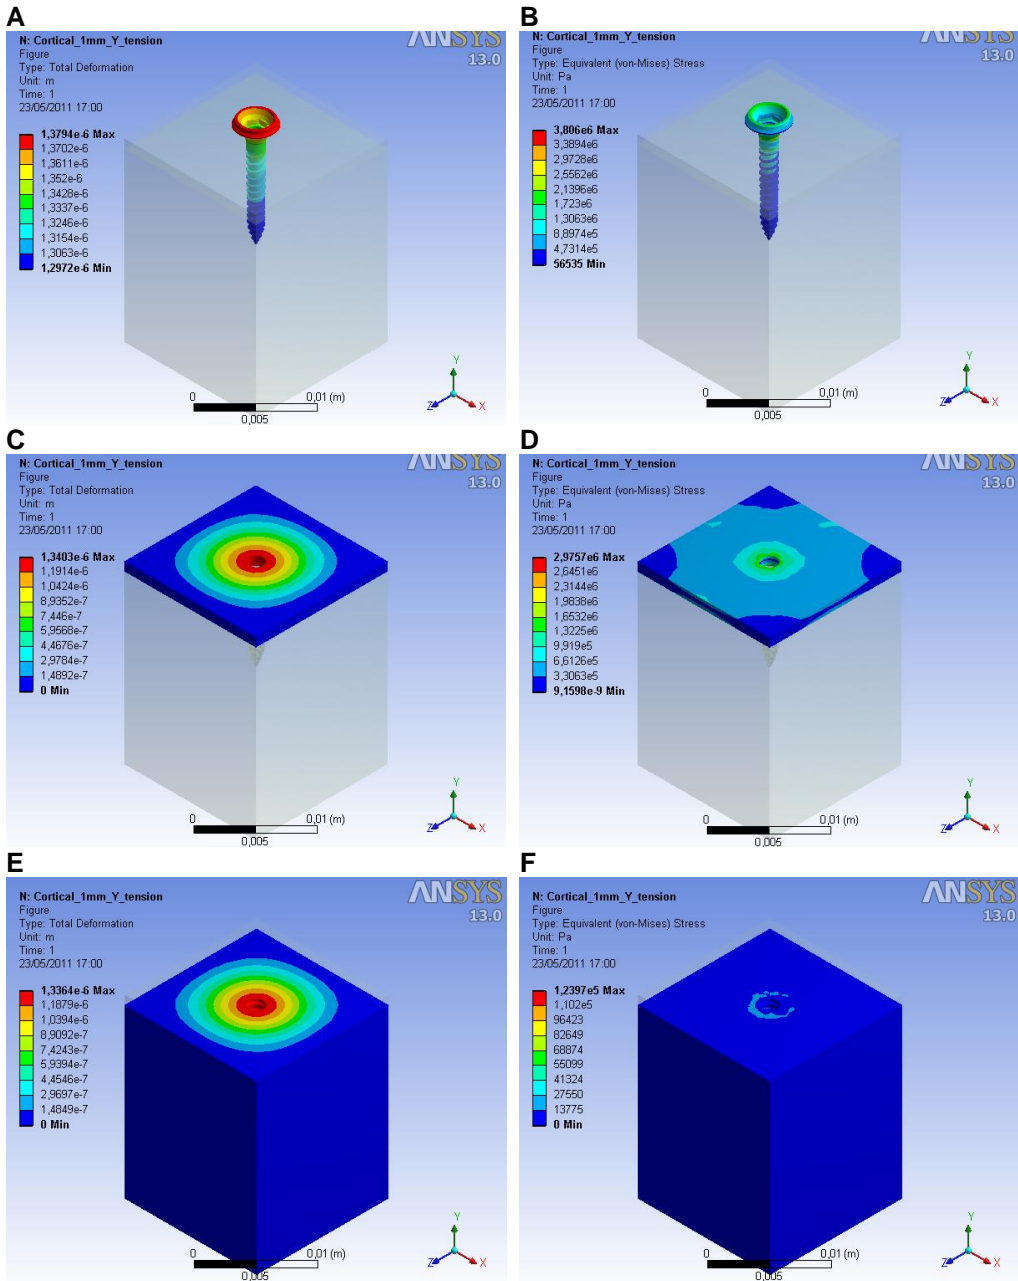 A
N: Cortical_1mm_Y_tension
Figure
Type: Total Deformation
Unit: m
Time: 1
23/05/2011 17:00
ANSYS
13.0
1,3794e-6 Max
1,3702e-6
1,3611e-6
1,352e-6
1,3428e-6
1,3337e-6
1,3246e-6
1,3154e-6
1,3063e-6
1,2972e-6 Min
0
0,01 (m)
0,005
Y
Z
X
B
N: Cortical_1mm_Y_tension
Figure
Type: Equivalent (von-Mises) Stress
Unit: Pa
Time: 1
23/05/2011 17:00
ANSYS
13.0
3,806e6 Max
3,3894e6
2,9728e6
2,5562e6
2,1396e6
1,723e6
1,3063e6
8,8974e5
4,7314e5
56535 Min
0
0,01 (m)
0,005
Y
Z
X
C
N: Cortical_1mm_Y_tension
Figure
Type: Total Deformation
Unit: m
Time: 1
23/05/2011 17:00
ANSYS
13.0
1,3403e-6 Max
1,1914e-6
1,0424e-6
8,9352e-7
7,446e-7
5,9568e-7
4,4676e-7
2,9784e-7
1,4892e-7
0 Min
0
0,01 (m)
0,005
Y
Z
X
D
N: Cortical_1mm_Y_tension
Figure
Type: Equivalent (von-Mises) Stress
Unit: Pa
Time: 1
23/05/2011 17:00
ANSYS
13.0
2,9757e6 Max
2,6451e6
2,3144e6
1,9838e6
1,6532e6
1,3225e6
9,919e5
6,6126e5
3,3063e5
9,1598e-9 Min
0
0,01 (m)
0,005
Y
Z
X
E
N: Cortical_1mm_Y_tension
Figure
Type: Total Deformation
Unit: m
Time: 1
23/05/2011 17:00
ANSYS
13.0
1,3364e-6 Max
1,1879e-6
1,0394e-6
8,9092e-7
7,4243e-7
5,9394e-7
4,4546e-7
2,9697e-7
1,4849e-7
0 Min
0
0,01 (m)
0,005
Y
Z
X
F
N: Cortical_1mm_Y_tension
Figure
Type: Equivalent (von-Mises) Stress
Unit: Pa
Time: 1
23/05/2011 17:00
ANSYS
13.0
1,2397e5 Max
1,102e5
96423
82649
68874
55099
41324
27550
13775
0 Min
0
0,01 (m)
0,005
Y
Z
X